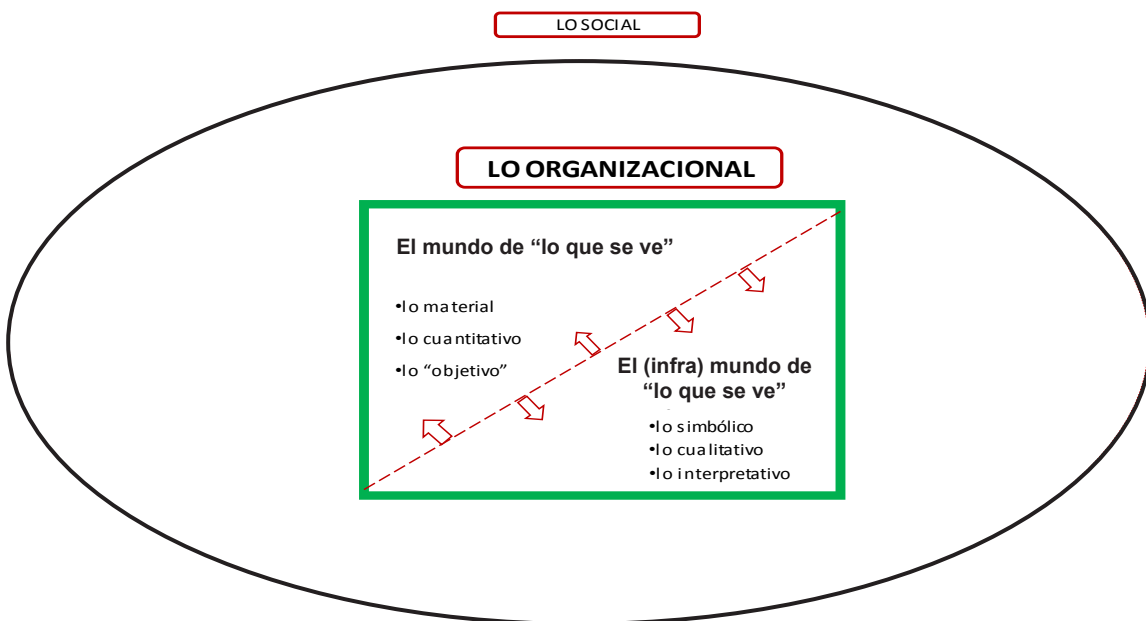 LO SOCIAL
LO ORGANIZACIONAL
El mundo de “lo que se ve”
•lo material
•lo cuantitativo
•lo “objetivo”
El (infra) mundo de
“lo que se ve”
•lo simbólico
•lo cualitativo
•lo interpretativo